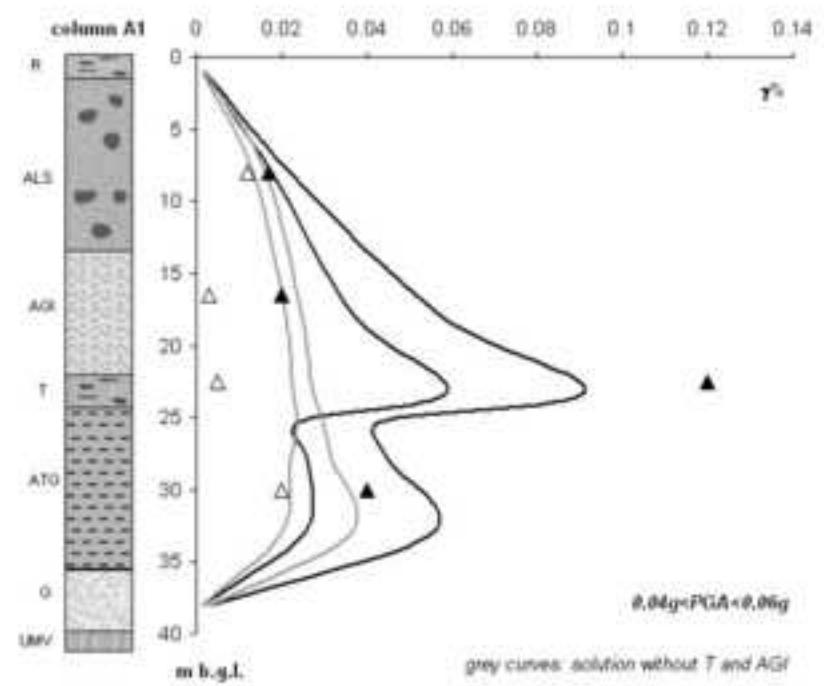 column A1
0 0.02 0.04 0.06 0.08 0.1 0.12 0.14
γ%
0
5
10
15
20
25
30
35
40
R
ALS
AGI
T
ATG
G
UMV
0.04g<PGA<0.06g
m b.g.l.
grey curves: solution without T and AGI